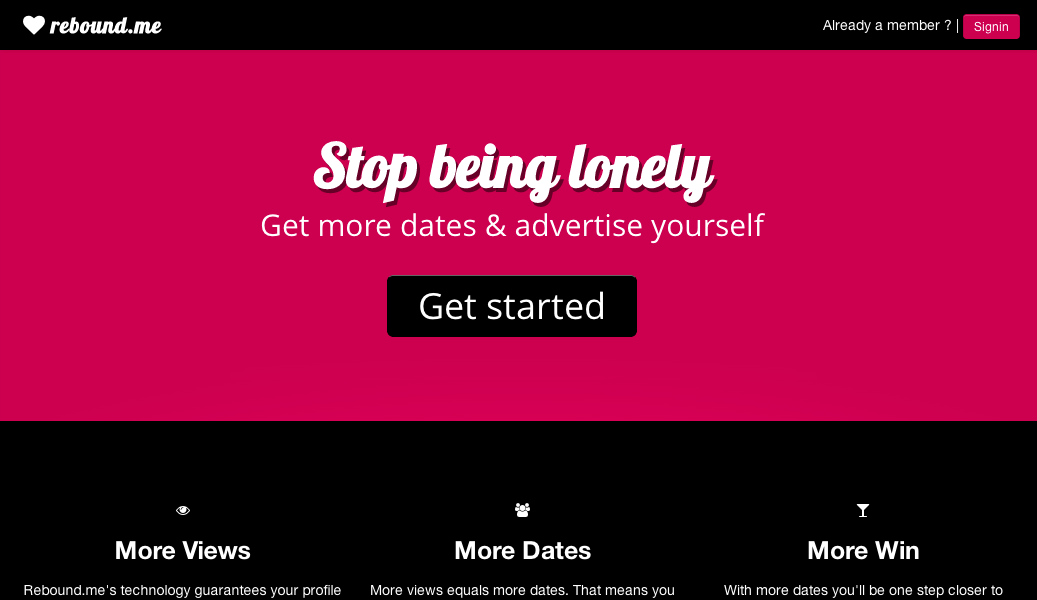 rebound.me
Already a member ? | Signin
Stop being lonely
Get more dates & advertise yourself
Get started
More Views
More Dates
More Win
Rebound.me's technology guarantees your profile
More views equals more dates. That means you
With more dates you'll be one step closer to